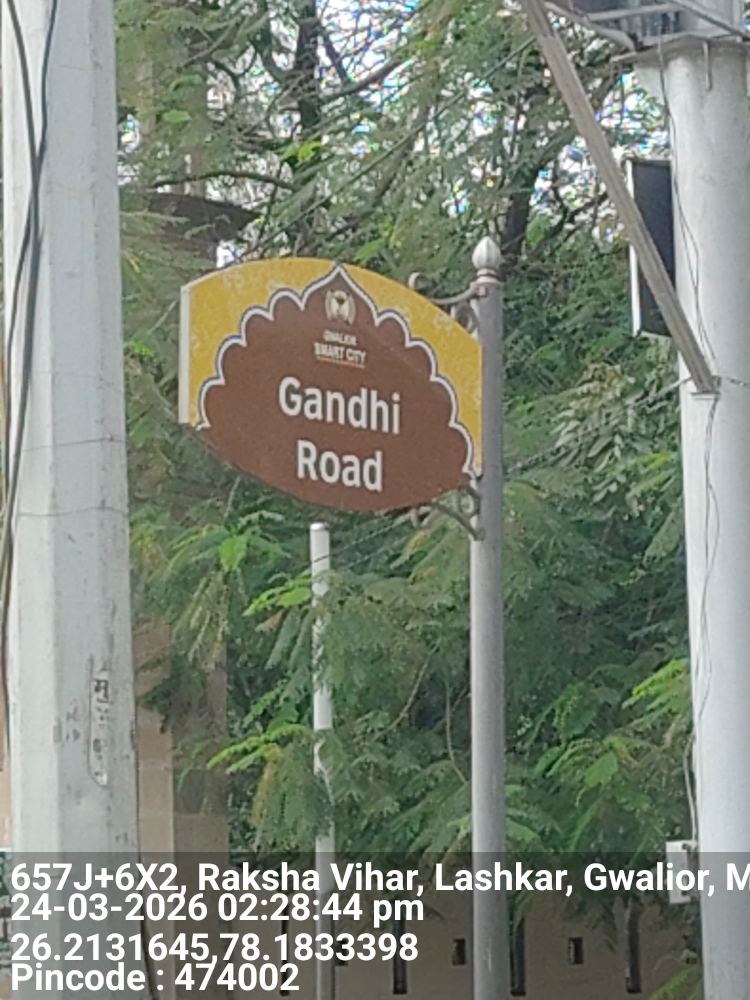 GWALIOR
SMART CITY
Gandhi
Road
657J+6X2, Raksha Vihar, Lashkar, Gwalior, M
24-03-2026 02:28:44 pm
26.2131645,78.1833398
Pincode : 474002